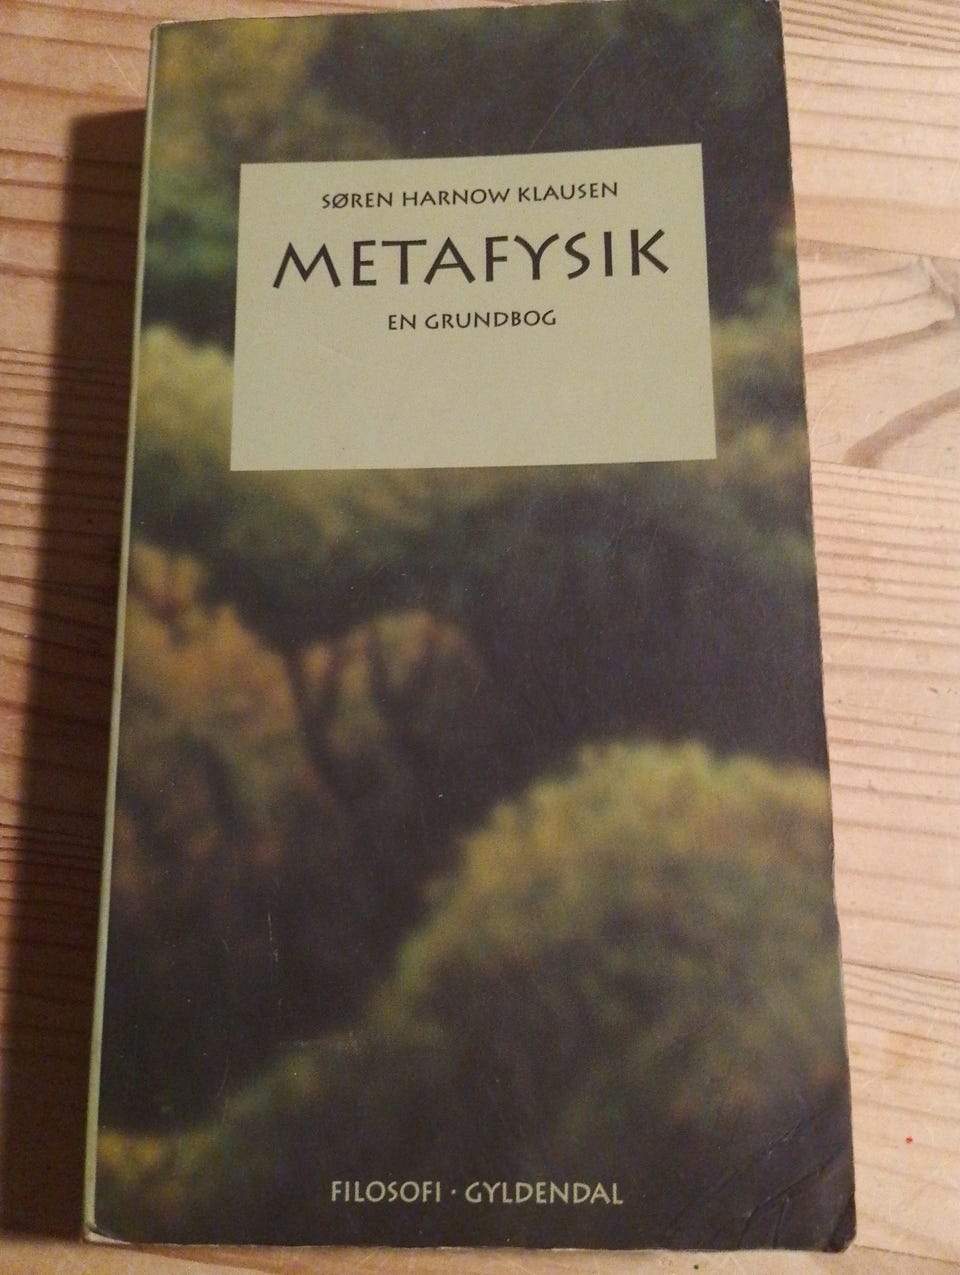 SØREN HARNOW KLAUSEN
METAFYSIK
EN GRUNDBOG
FILOSOFI · GYLDENDAL